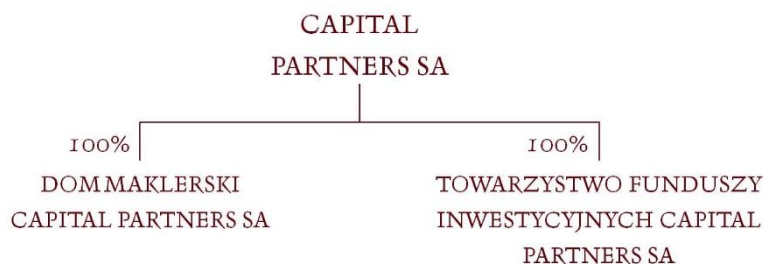 CAPITAL
PARTNERS SA
100%
100%
DOM MAKLERSKI
CAPITAL PARTNERS SA
TOWARZYSTWO FUNDUSZY
INWESTYCYJNYCH CAPITAL
PARTNERS SA